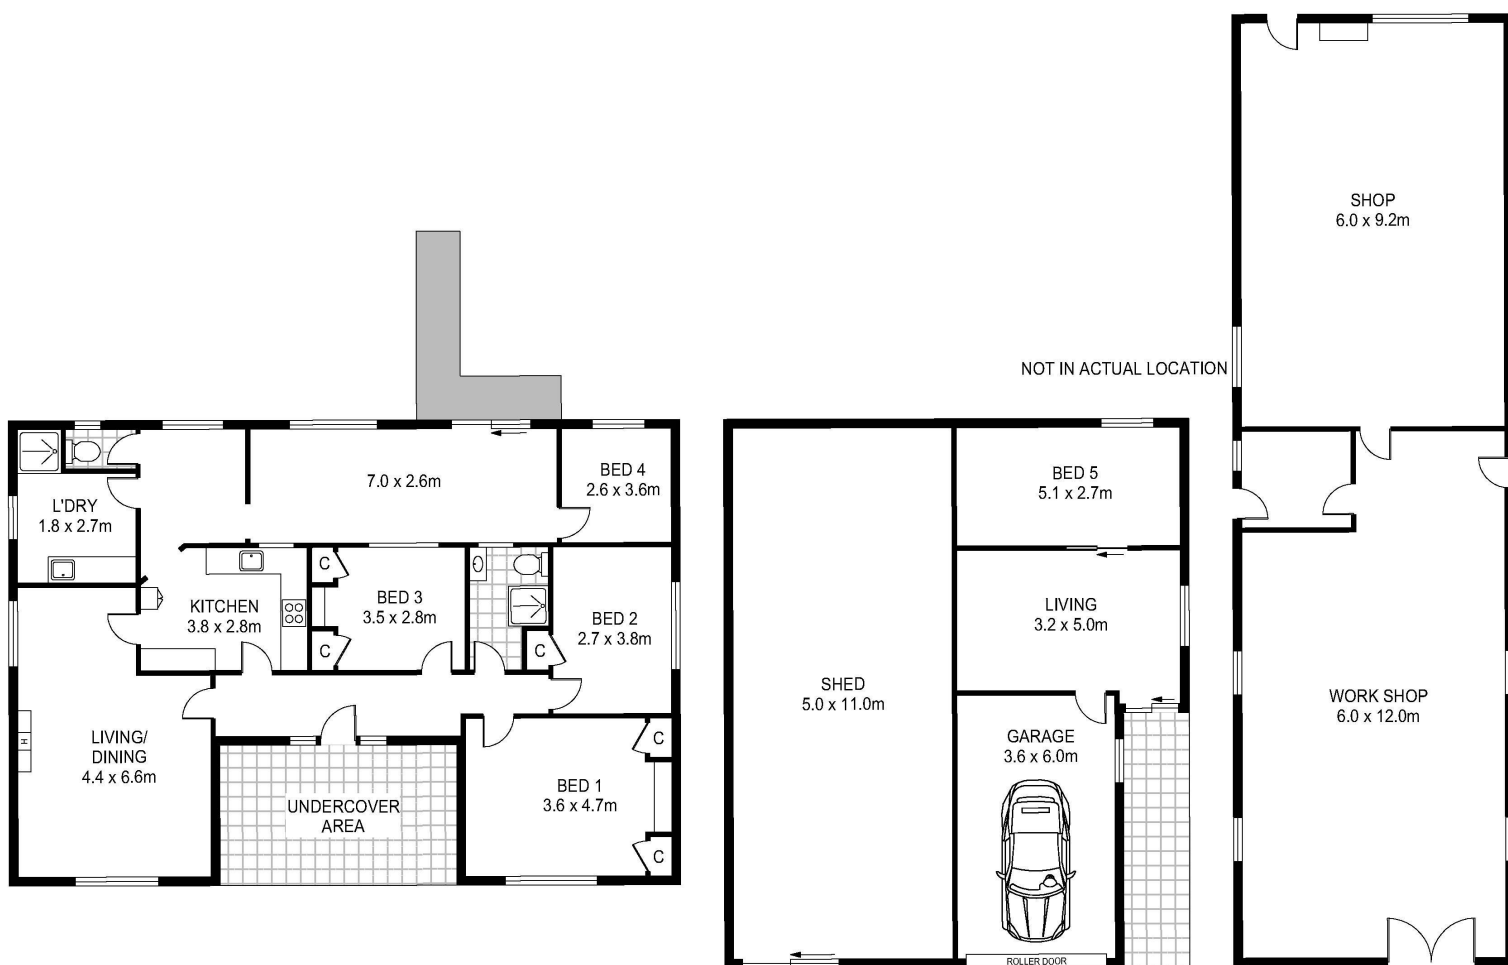 SHOP
6.0 x 9.2m
NOT IN ACTUAL LOCATION
BED 4
2.6 x 3.6m
7.0 x 2.6m
L'DRY
1.8 x 2.7m
KITCHEN
3.8 x 2.8m
C
BED 3
3.5 x 2.8m
C
C
BED 2
2.7 x 3.8m
LIVING/
DINING
4.4 x 6.6m
H
UNDERCOVER
AREA
BED 1
3.6 x 4.7m
C
C
BED 5
5.1 x 2.7m
LIVING
3.2 x 5.0m
SHED
5.0 x 11.0m
GARAGE
3.6 x 6.0m
ROLLER DOOR
WORK SHOP
6.0 x 12.0m